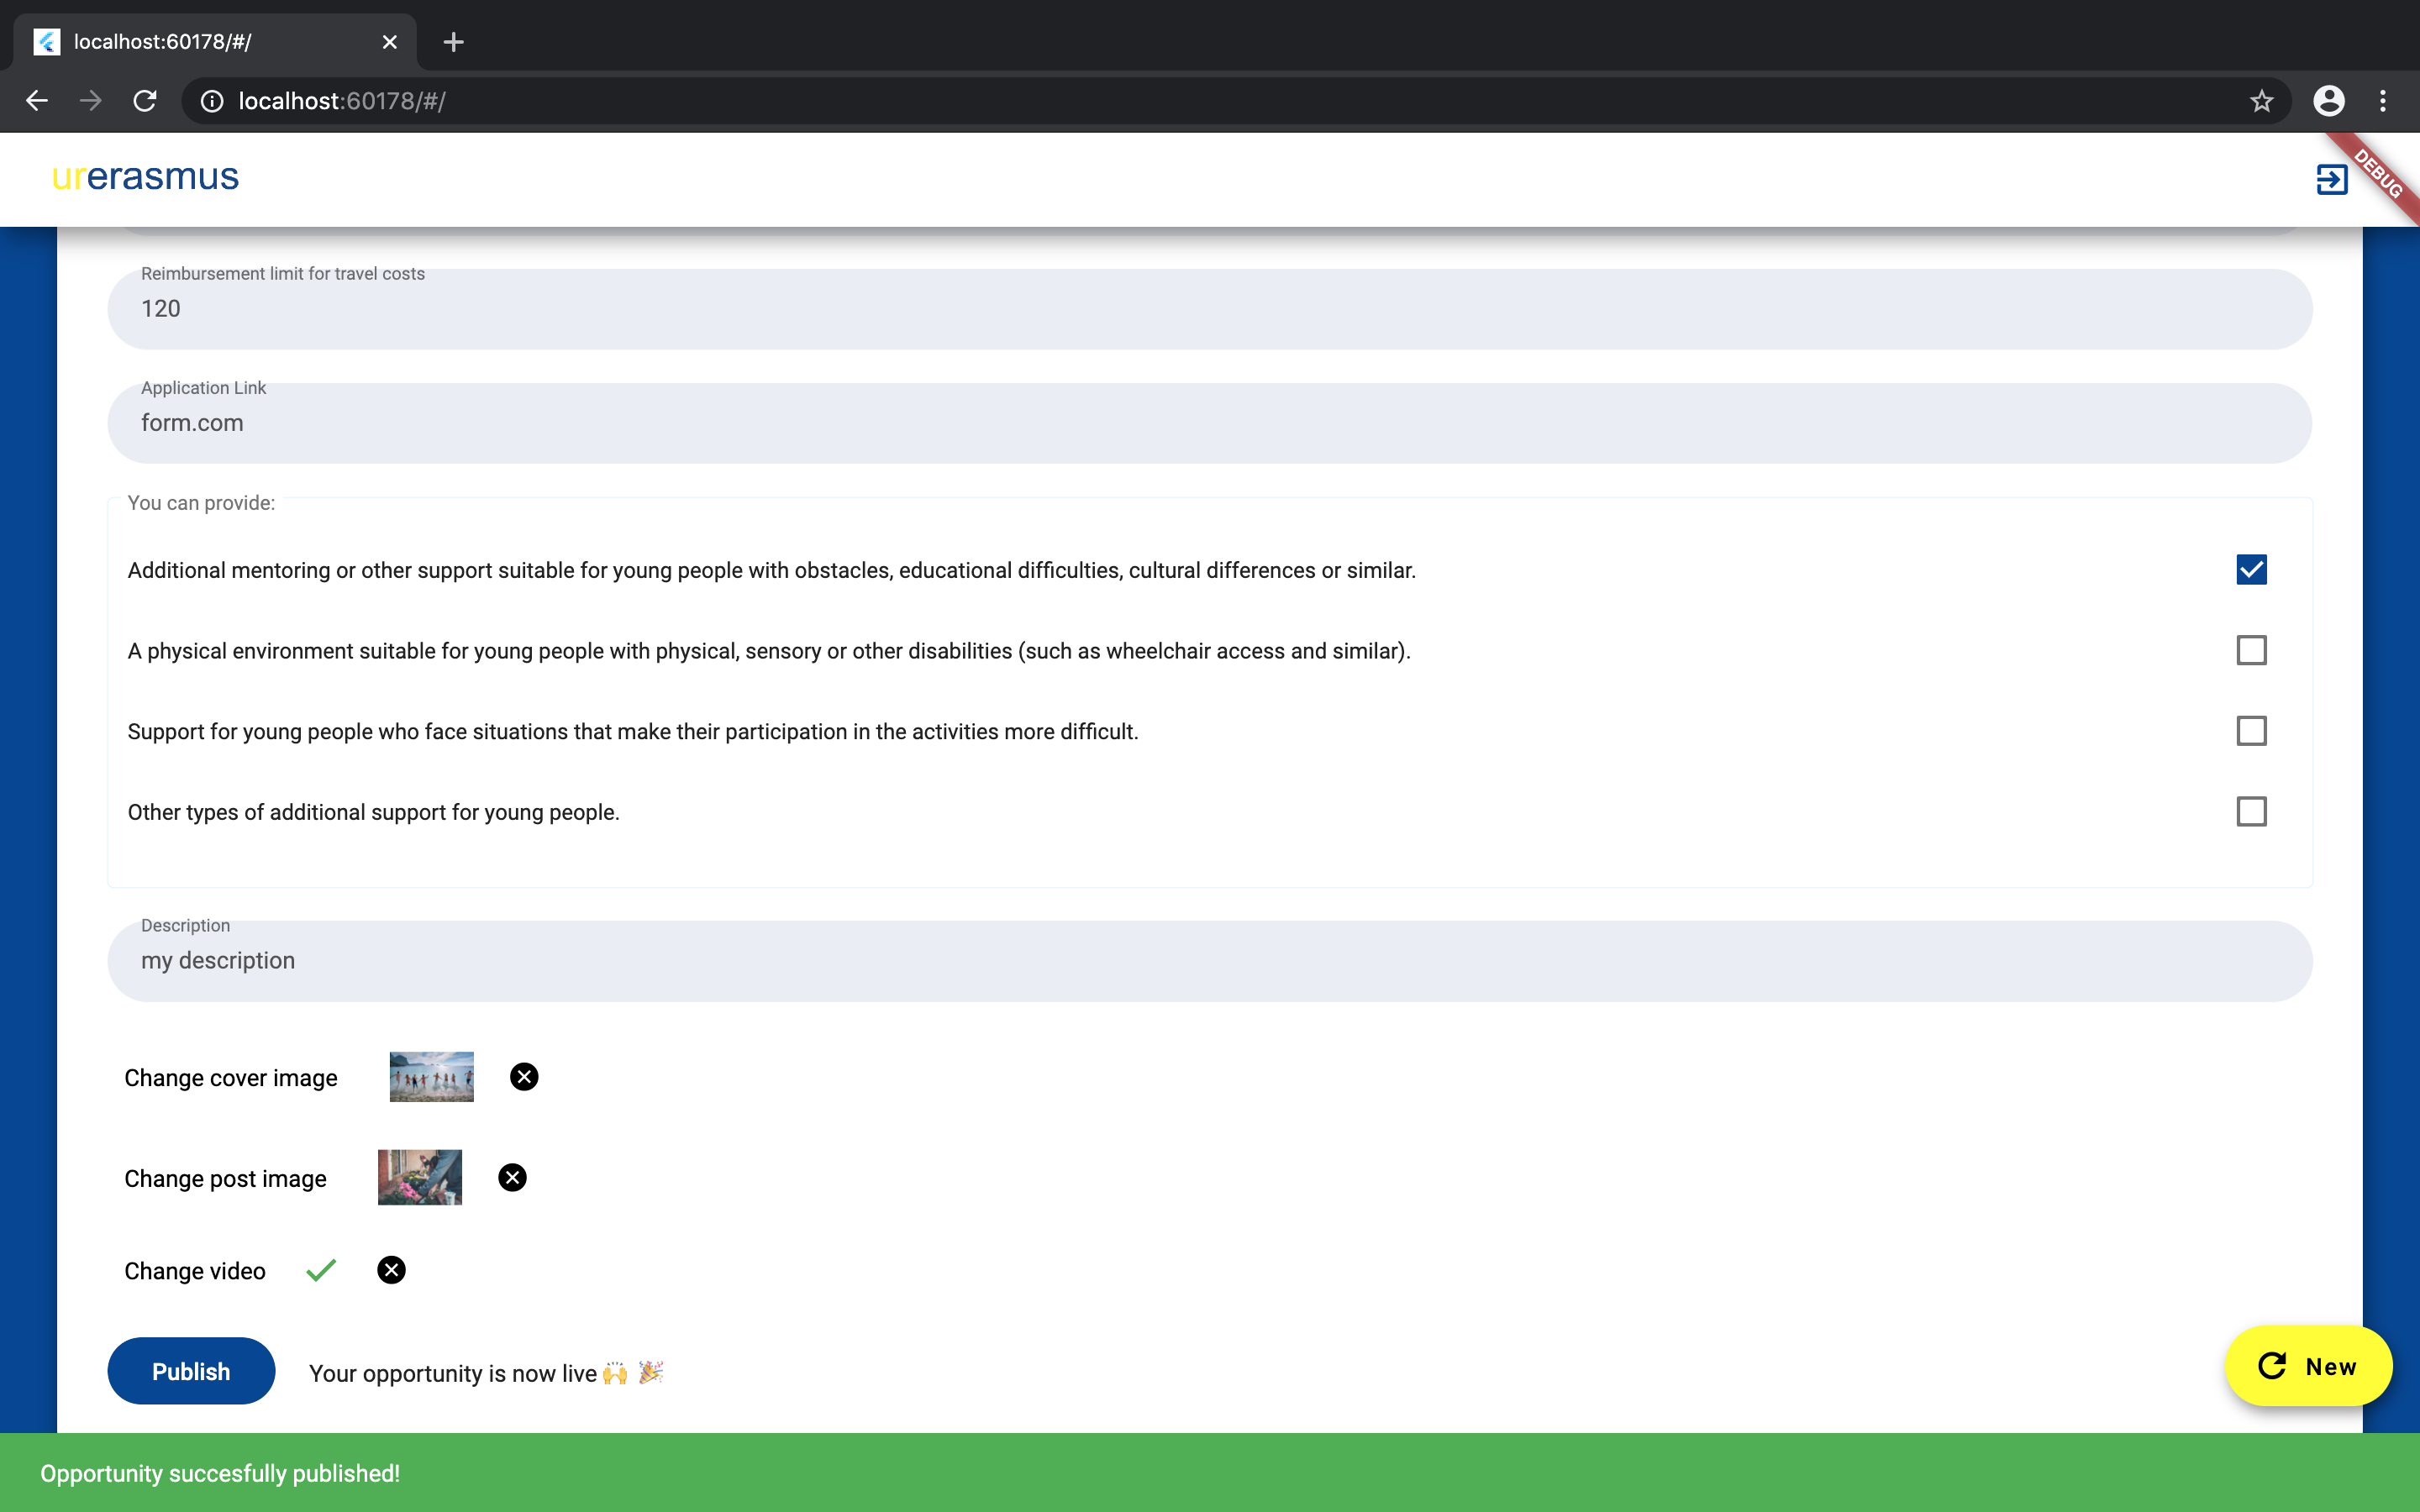 localhost:60178/#/
localhost:60178/#/
urerasmus
DEBUG
Reimbursement limit for travel costs
120
Application Link
form.com
You can provide:
Additional mentoring or other support suitable for young people with obstacles, educational difficulties, cultural differences or similar.
A physical environment suitable for young people with physical, sensory or other disabilities (such as wheelchair access and similar).
Support for young people who face situations that make their participation in the activities more difficult.
Other types of additional support for young people.
Description
my description
Change cover image
Change post image
Change video
Publish
Your opportunity is now live 🙌 🎉
New
Opportunity succesfully published!